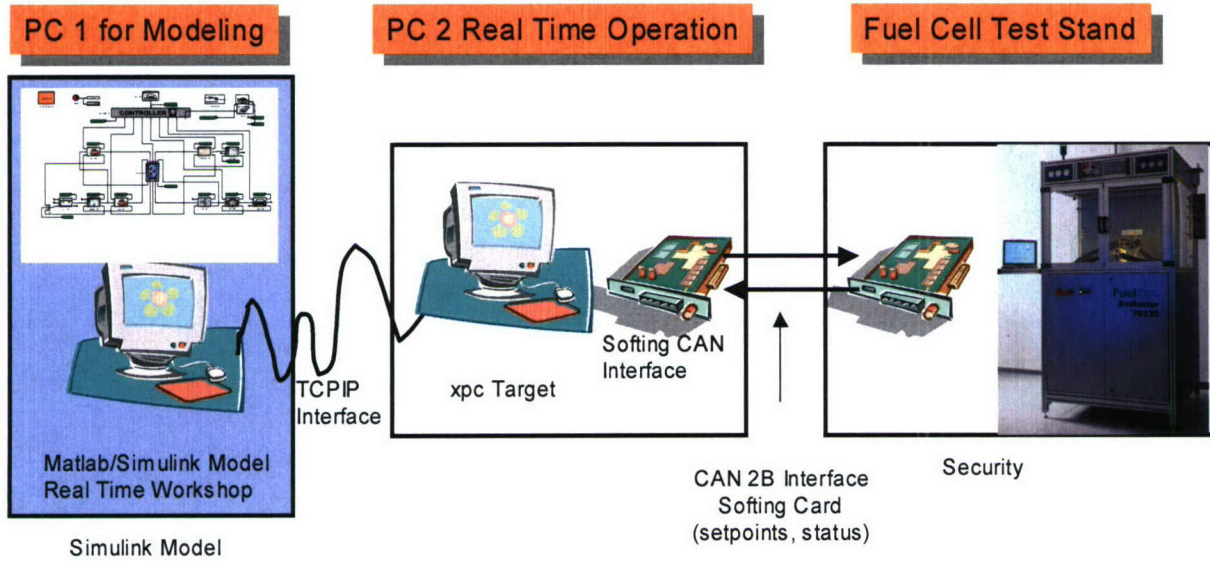 PC 1 for Modeling
PC 2 Real Time Operation
Fuel Cell Test Stand
CONTROLLER
FuelCon
Softing CAN
Interface
TCPIP
Interface
xpc Target
Matlab/Simulink Model
Real Time Workshop
Security
CAN 2B Interface
Softing Card
(setpoints, status)
Simulink Model